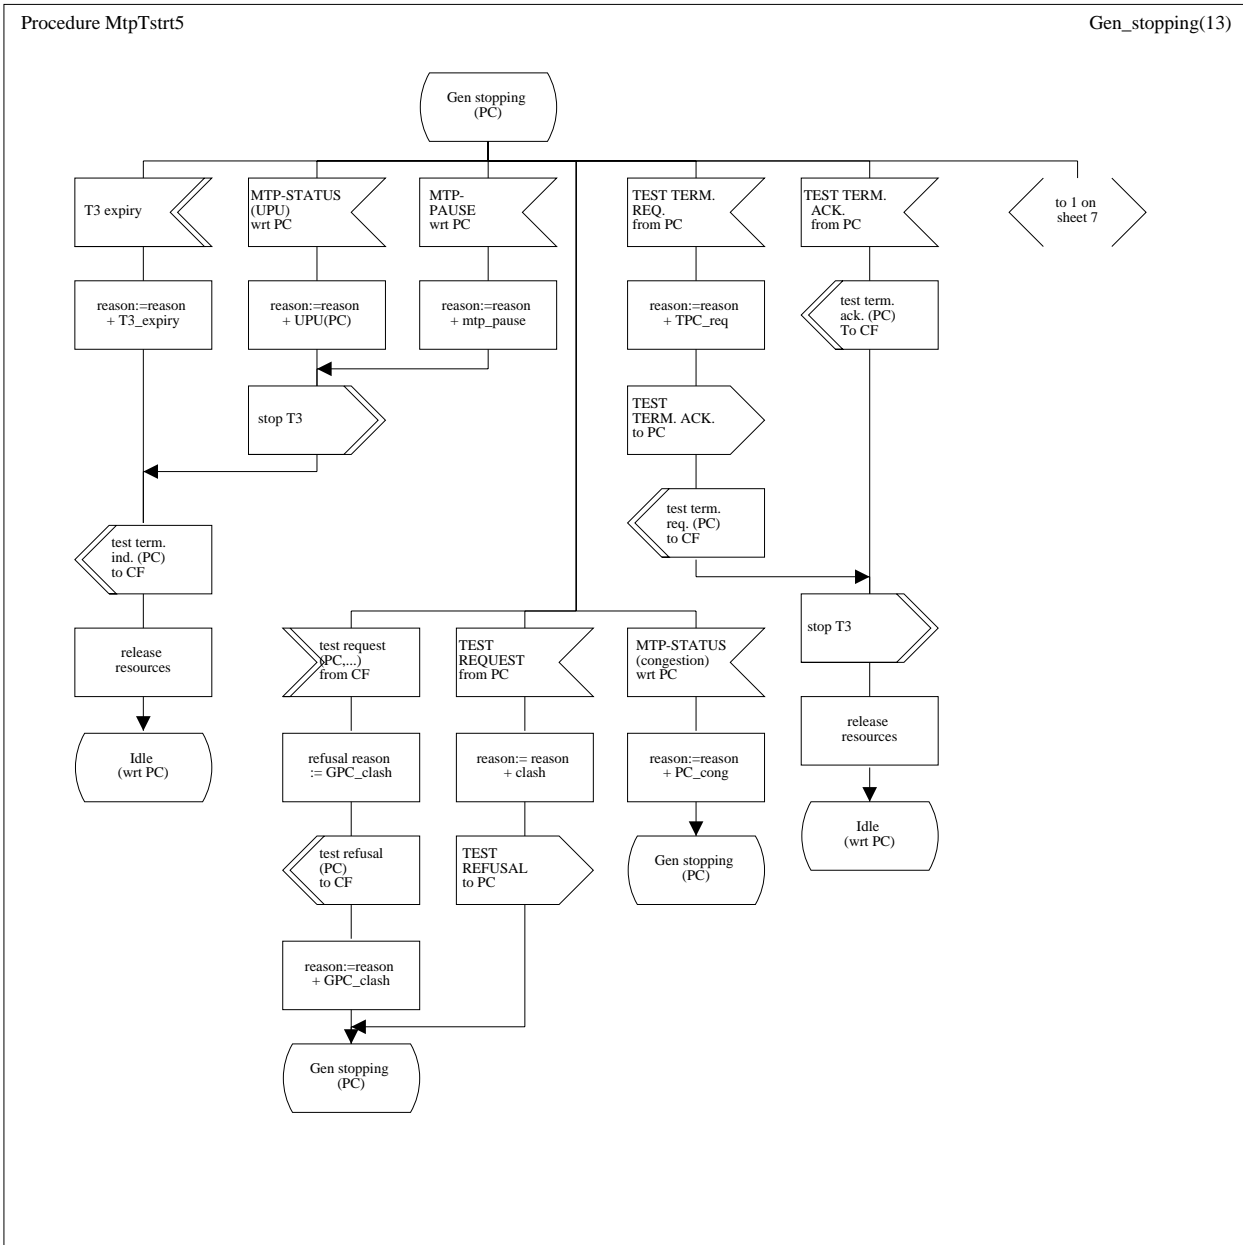 Procedure MtpTstrt5
Gen_stopping(13)
Gen stopping
(PC)
T3 expiry
MTP-STATUS
(UPU)
wrt PC
MTP-
PAUSE
wrt PC
TEST TERM.
REQ.
from PC
TEST TERM.
ACK.
from PC
to 1 on
sheet 7
reason:=reason
+ T3_expiry
reason:=reason
+ UPU(PC)
reason:=reason
+ mtp_pause
reason:=reason
+ TPC_req
test term.
ack. (PC)
To CF
stop T3
TEST
TERM. ACK.
to PC
test term.
ind. (PC)
to CF
test term.
req. (PC)
to CF
release
resources
test request
(PC,...)
from CF
TEST
REQUEST
from PC
MTP-STATUS
(congestion)
wrt PC
stop T3
Idle
(wrt PC)
refusal reason
:= GPC_clash
reason:= reason
+ clash
reason:=reason
+ PC_cong
release
resources
test refusal
(PC)
to CF
TEST
REFUSAL
to PC
Gen stopping
(PC)
Idle
(wrt PC)
reason:=reason
+ GPC_clash
Gen stopping
(PC)